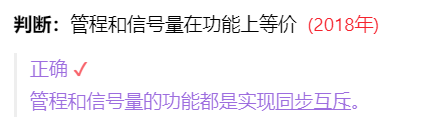 判断：管程和信号量在功能上等价（2018年）
正确 ✓
管程和信号量的功能都是实现同步互斥。